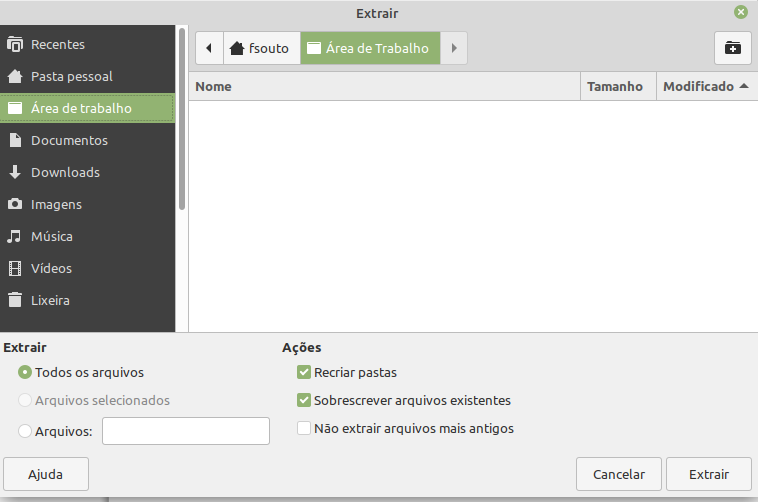 Extrair
Recentes
Pasta pessoal
Área de trabalho
Documentos
Downloads
Imagens
Música
Vídeos
Lixeira
fsouto Área de Trabalho
Nome Tamanho Modificado
Extrair
Todos os arquivos
Arquivos selecionados
Arquivos:
Ações
Recriar pastas
Sobrescrever arquivos existentes
Não extrair arquivos mais antigos
Ajuda Cancelar Extrair